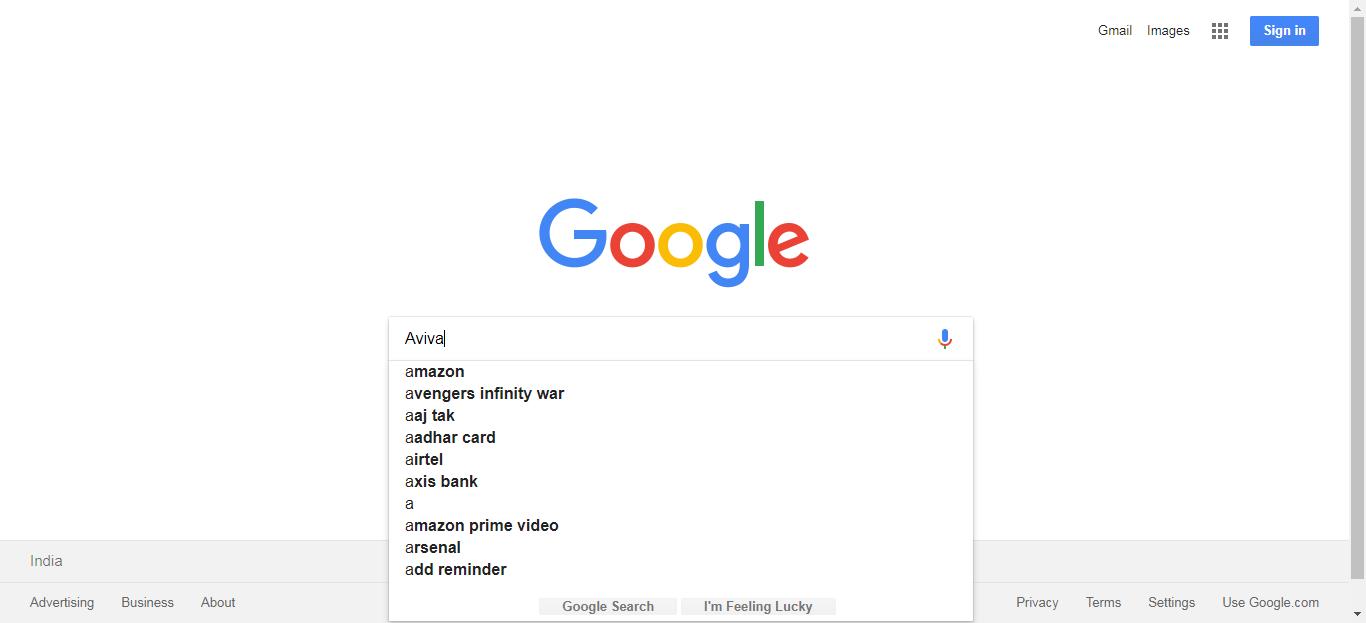 Gmail Images Sign in
Google
Aviva
amazon
avengers infinity war
aaj tak
aadhar card
airtel
axis bank
a
amazon prime video
arsenal
add reminder
Google Search I'm Feeling Lucky
India
Advertising Business About Privacy Terms Settings Use Google.com